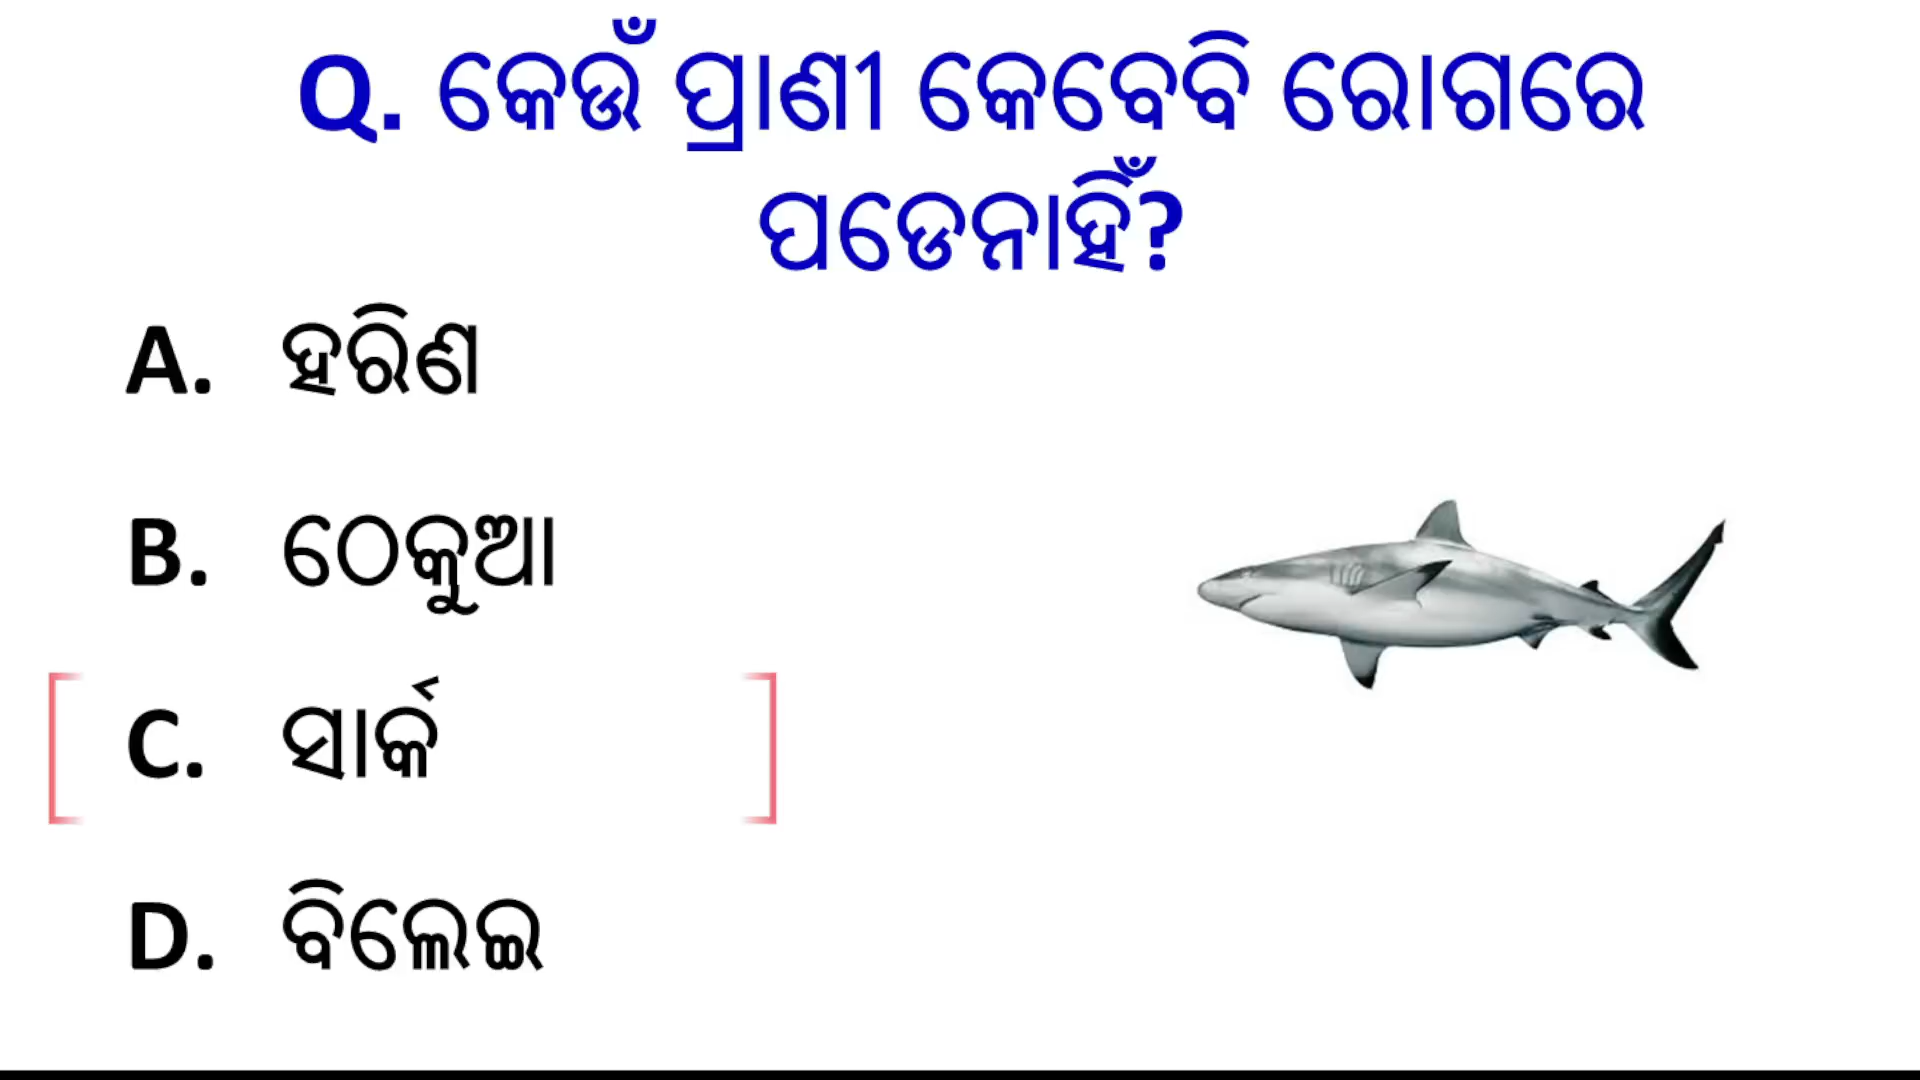 Q. କେଉଁ ପ୍ରାଣୀ କେବେବି ରୋଗରେ
ପଡେନାହିଁ?
A. ହରିଣ
B. ଠେକୁଆ
C. ସାର୍କ
D. ବିଲେଇ